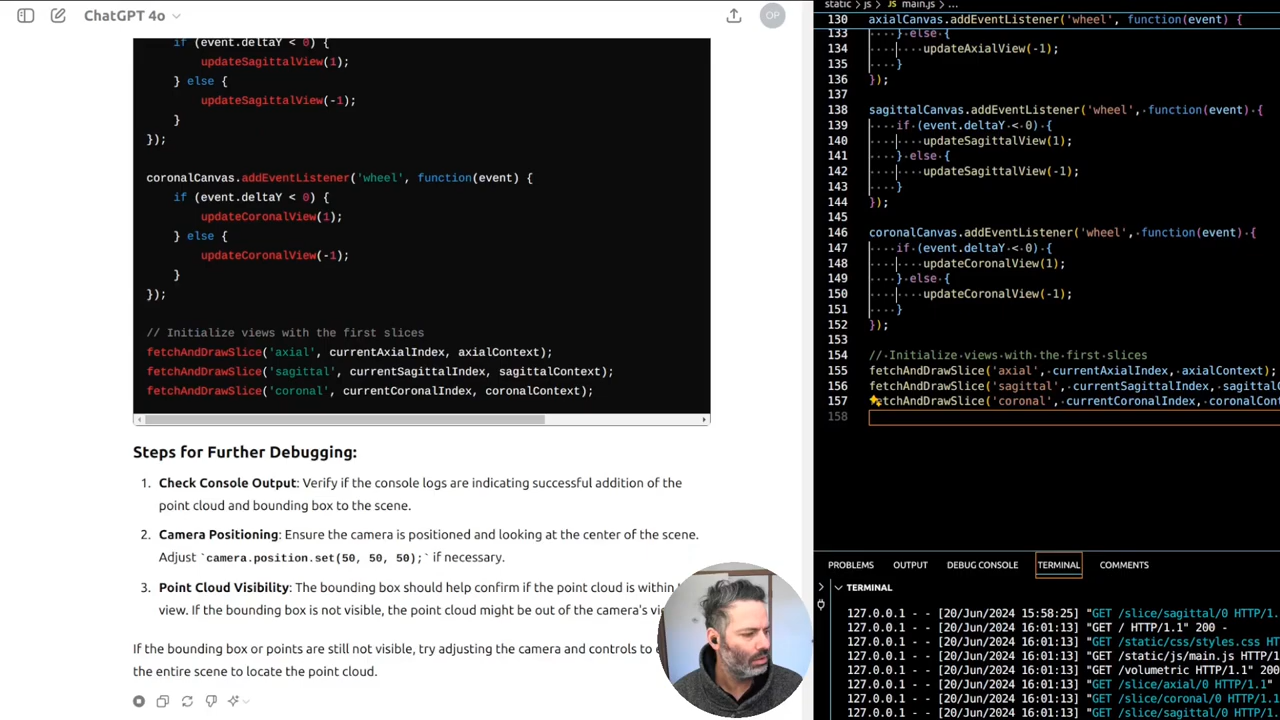 ChatGPT 4o
OP
if (event.deltaY < 0) {
updateSagittalView(1);
} else {
updateSagittalView(-1);
}
});
coronalCanvas.addEventListener('wheel', function(event) {
if (event.deltaY < 0) {
updateCoronalView(1);
} else {
updateCoronalView(-1);
}
});
// Initialize views with the first slices
fetchAndDrawSlice('axial', currentAxialIndex, axialContext);
fetchAndDrawSlice('sagittal', currentSagittalIndex, sagittalContext);
fetchAndDrawSlice('coronal', currentCoronalIndex, coronalContext);
Steps for Further Debugging:
1. Check Console Output: Verify if the console logs are indicating successful addition of the
point cloud and bounding box to the scene.
2. Camera Positioning: Ensure the camera is positioned and looking at the center of the scene.
Adjust `camera.position.set(50, 50, 50);` if necessary.
3. Point Cloud Visibility: The bounding box should help confirm if the point cloud is within
view. If the bounding box is not visible, the point cloud might be out of the camera's
If the bounding box or points are still not visible, try adjusting the camera and controls to
the entire scene to locate the point cloud.
static > js > JS main.js > ...
130 axialCanvas.addEventListener('wheel', function(event) {
133 } else {
134 updateAxialView(-1);
135 }
136 });
137
138 sagittalCanvas.addEventListener('wheel', function(event) {
139 if (event.deltaY < 0) {
140 updateSagittalView(1);
141 } else {
142 updateSagittalView(-1);
143 }
144 });
145
146 coronalCanvas.addEventListener('wheel', function(event) {
147 if (event.deltaY < 0) {
148 updateCoronalView(1);
149 } else {
150 updateCoronalView(-1);
151 }
152 });
153
154 // Initialize views with the first slices
155 fetchAndDrawSlice('axial', currentAxialIndex, axialContext);
156 fetchAndDrawSlice('sagittal', currentSagittalIndex, sagittal
157 etchAndDrawSlice('coronal', currentCoronalIndex, coronalCont
158
PROBLEMS OUTPUT DEBUG CONSOLE TERMINAL COMMENTS
TERMINAL
127.0.0.1 - - [20/Jun/2024 15:58:25] "GET /slice/sagittal/0 HTTP/1.
127.0.0.1 - - [20/Jun/2024 16:01:13] "GET / HTTP/1.1" 200 -
127.0.0.1 - - [20/Jun/2024 16:01:13] "GET /static/css/styles.css HTTP
127.0.0.1 - - [20/Jun/2024 16:01:13] "GET /static/js/main.js HTTP/1
127.0.0.1 - - [20/Jun/2024 16:01:13] "GET /volumetric HTTP/1.1" 200
127.0.0.1 - - [20/Jun/2024 16:01:13] "GET /slice/axial/0 HTTP/1.1"
127.0.0.1 - - [20/Jun/2024 16:01:13] "GET /slice/coronal/0 HTTP/1.1
127.0.0.1 - - [20/Jun/2024 16:01:13] "GET /slice/sagittal/0 HTTP/1.